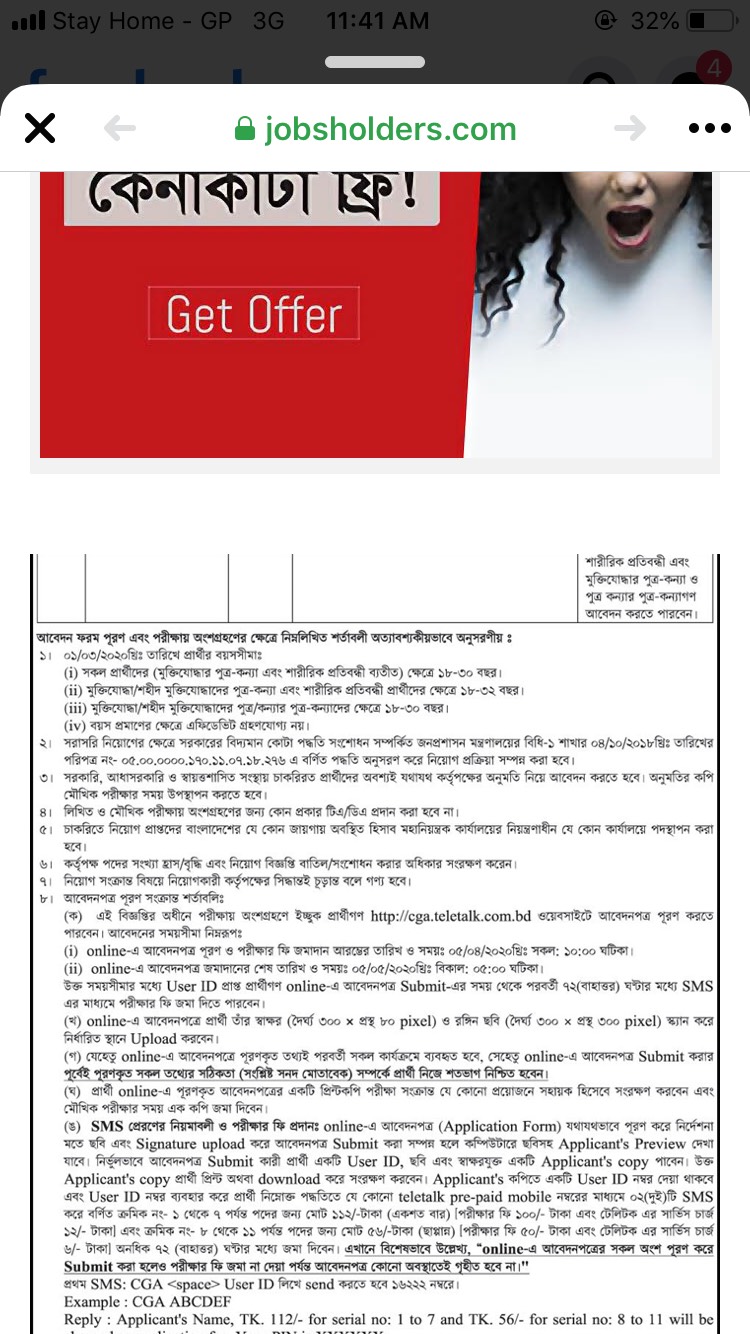 Stay Home - GP 3G 11:41 AM 32%
4
jobsholders.com
কেনাকাটা ফ্রি!
Get Offer
শারীরিক প্রতিবন্ধী এবং
মুক্তিযোদ্ধার পুত্র-কন্যা ও
পুত্র কন্যার পুত্র-কন্যাগণ
আবেদন করতে পারবেন।
আবেদন ফরম পূরণ এবং পরীক্ষায় অংশগ্রহণের ক্ষেত্রে নিম্নলিখিত শর্তাবলী অত্যাবশ্যকীয়ভাবে অনুসরণীয় ঃ
১। ০১/০৩/২০২০খ্রিঃ তারিখে প্রার্থীর বয়সসীমাঃ
(i) সকল প্রার্থীদের (মুক্তিযোদ্ধার পুত্র-কন্যা এবং শারীরিক প্রতিবন্ধী ব্যতীত) ক্ষেত্রে ১৮-৩০ বছর।
(ii) মুক্তিযোদ্ধা/শহীদ মুক্তিযোদ্ধাদের পুত্র-কন্যা এবং শারীরিক প্রতিবন্ধী প্রার্থীদের ক্ষেত্রে ১৮-৩২ বছর।
(iii) মুক্তিযোদ্ধা/শহীদ মুক্তিযোদ্ধাদের পুত্র/কন্যার পুত্র-কন্যাদের ক্ষেত্রে ১৮-৩০ বছর।
(iv) বয়স প্রমাণের ক্ষেত্রে এফিডেভিট গ্রহণযোগ্য নয়।
২। সরাসরি নিয়োগের ক্ষেত্রে সরকারের বিদ্যমান কোটা পদ্ধতি সংশোধন সম্পর্কিত জনপ্রশাসন মন্ত্রণালয়ের বিধি-১ শাখার ০৪/১০/২০১৮খ্রিঃ তারিখের
পরিপত্র নং- ০৫.০০.০০০০.১৭০.১১.০৭.১৮.২৭৬ এ বর্ণিত পদ্ধতি অনুসরণ করে নিয়োগ প্রক্রিয়া সম্পন্ন করা হবে।
৩। সরকারি, আধাসরকারি ও স্বায়ত্তশাসিত সংস্থায় চাকরিরত প্রার্থীদের অবশ্যই যথাযথ কর্তৃপক্ষের অনুমতি নিয়ে আবেদন করতে হবে। অনুমতির কপি
মৌখিক পরীক্ষার সময় উপস্থাপন করতে হবে।
৪। লিখিত ও মৌখিক পরীক্ষায় অংশগ্রহণের জন্য কোন প্রকার টিএ/ডিএ প্রদান করা হবে না।
৫। চাকরিতে নিয়োগ প্রাপ্তদের বাংলাদেশের যে কোন জায়গায় অবস্থিত হিসাব মহানিয়ন্ত্রক কার্যালয়ের নিয়ন্ত্রণাধীন যে কোন কার্যালয়ে পদস্থাপন করা
হবে।
৬। কর্তৃপক্ষ পদের সংখ্যা হ্রাস/বৃদ্ধি এবং নিয়োগ বিজ্ঞপ্তি বাতিল/সংশোধন করার অধিকার সংরক্ষণ করেন।
৭। নিয়োগ সংক্রান্ত বিষয়ে নিয়োগকারী কর্তৃপক্ষের সিদ্ধান্তই চূড়ান্ত বলে গণ্য হবে।
৮। আবেদনপত্র পূরণ সংক্রান্ত শর্তাবলিঃ
(ক) এই বিজ্ঞপ্তির অধীনে পরীক্ষায় অংশগ্রহণে ইচ্ছুক প্রার্থীগণ http://cga.teletalk.com.bd ওয়েবসাইটে আবেদনপত্র পূরণ করতে
পারবেন। আবেদনের সময়সীমা নিম্নরূপঃ
(i) online-এ আবেদনপত্র পূরণ ও পরীক্ষার ফি জমাদান আরম্ভের তারিখ ও সময়ঃ ০৫/০৪/২০২০খ্রিঃ সকাল: ১০:০০ ঘটিকা।
(ii) online-এ আবেদনপত্র জমাদানের শেষ তারিখ ও সময়ঃ ০৫/০৫/২০২০খ্রিঃ বিকাল: ০৫:০০ ঘটিকা।
উক্ত সময়সীমার মধ্যে User ID প্রাপ্ত প্রার্থীগণ online-এ আবেদনপত্র Submit-এর সময় থেকে পরবর্তী ৭২(বাহাত্তর) ঘন্টার মধ্যে SMS
এর মাধ্যমে পরীক্ষার ফি জমা দিতে পারবেন।
(খ) online-এ আবেদনপত্রে প্রার্থী তাঁর স্বাক্ষর (দৈর্ঘ্য ৩০০ × প্রস্থ ৮০ pixel) ও রঙ্গিন ছবি (দৈর্ঘ্য ৩০০ × প্রস্থ ৩০০ pixel) স্ক্যান করে
নির্ধারিত স্থানে Upload করবেন।
(গ) যেহেতু online-এ আবেদনপত্রে পূরণকৃত তথ্যই পরবর্তী সকল কার্যক্রমে ব্যবহৃত হবে, সেহেতু online-এ আবেদনপত্র Submit করার
পূর্বেই পূরণকৃত সকল তথ্যের সঠিকতা (সংশ্লিষ্ট সনদ মোতাবেক) সম্পর্কে প্রার্থী নিজে শতভাগ নিশ্চিত হবেন।
(ঘ) প্রার্থী online-এ পূরণকৃত আবেদনপত্রের একটি প্রিন্টকপি পরীক্ষা সংক্রান্ত যে কোনো প্রয়োজনে সহায়ক হিসেবে সংরক্ষণ করবেন এবং
মৌখিক পরীক্ষার সময় এক কপি জমা দিবেন।
(ঙ) SMS প্রেরণের নিয়মাবলী ও পরীক্ষার ফি প্রদানঃ online-এ আবেদনপত্র (Application Form) যথাযথভাবে পূরণ করে নির্দেশনা
মতে ছবি এবং Signature upload করে আবেদনপত্র Submit করা সম্পন্ন হলে কম্পিউটারে ছবিসহ Applicant's Preview দেখা
যাবে। নির্ভুলভাবে আবেদনপত্র Submit কারী প্রার্থী একটি User ID, ছবি এবং স্বাক্ষরযুক্ত একটি Applicant's copy পাবেন। উক্ত
Applicant's copy প্রার্থী প্রিন্ট অথবা download করে সংরক্ষণ করবেন। Applicant's কপিতে একটি User ID নম্বর দেয়া থাকবে
এবং User ID নম্বর ব্যবহার করে প্রার্থী নিম্নোক্ত পদ্ধতিতে যে কোনো teletalk pre-paid mobile নম্বরের মাধ্যমে ০২(দুই)টি SMS
করে বর্ণিত ক্রমিক নং- ১ থেকে ৭ পর্যন্ত পদের জন্য মোট ১১২/-টাকা (একশত বার) [পরীক্ষার ফি ১০০/- টাকা এবং টেলিটক এর সার্ভিস চার্জ
১২/- টাকা] এবং ক্রমিক নং- ৮ থেকে ১১ পর্যন্ত পদের জন্য মোট ৫৬/-টাকা (ছাপ্পান্ন) [পরীক্ষার ফি ৫০/- টাকা এবং টেলিটক এর সার্ভিস চার্জ
৬/- টাকা] অনধিক ৭২ (বাহাত্তর) ঘন্টার মধ্যে জমা দিবেন। এখানে বিশেষভাবে উল্লেখ্য, “online-এ আবেদনপত্রের সকল অংশ পূরণ করে
Submit করা হলেও পরীক্ষার ফি জমা না দেয়া পর্যন্ত আবেদনপত্র কোনো অবস্থাতেই গৃহীত হবে না।"
প্রথম SMS: CGA <space> User ID লিখে send করতে হবে ১৬২২২ নম্বরে।
Example : CGA ABCDEF
Reply : Applicant's Name, TK. 112/- for serial no: 1 to 7 and TK. 56/- for serial no: 8 to 11 will be